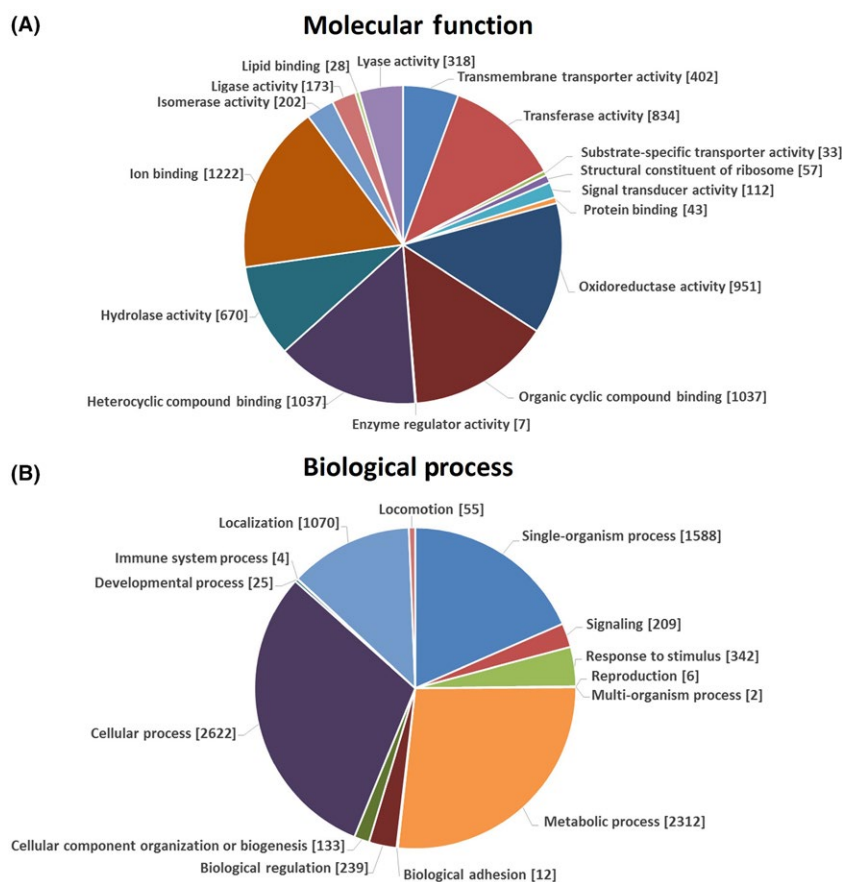 (A)
Molecular function
Lyase activity [318]
Lipid binding [28]
Ligase activity [173]
Isomerase activity [202]
Ion binding [1222]
Hydrolase activity [670]
Heterocyclic compound binding [1037]
Enzyme regulator activity [7]
Transmembrane transporter activity [402]
Transferase activity [834]
Substrate-specific transporter activity [33]
Structural constituent of ribosome [57]
Signal transducer activity [112]
Protein binding [43]
Oxidoreductase activity [951]
Organic cyclic compound binding [1037]
(B)
Biological process
Locomotion [55]
Localization [1070]
Immune system process [4]
Developmental process [25]
Cellular process [2622]
Cellular component organization or biogenesis [133]
Biological regulation [239]
Biological adhesion [12]
Single-organism process [1588]
Signaling [209]
Response to stimulus [342]
Reproduction [6]
Multi-organism process [2]
Metabolic process [2312]